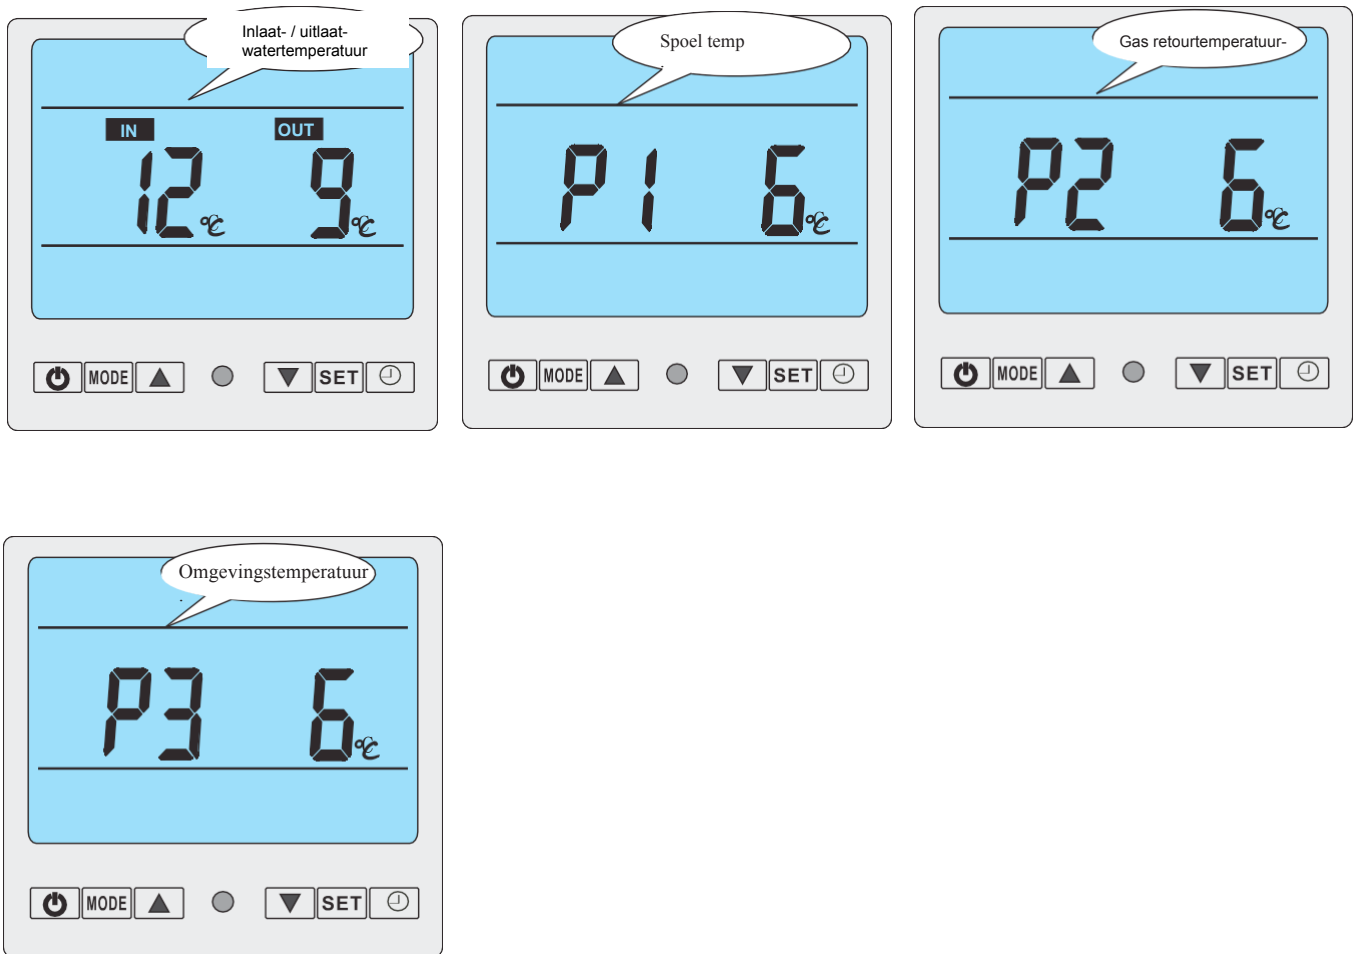 Inlaat- / uitlaat-
watertemperatuur
IN OUT
12 °C 9 °C
MODE SET
Spoel temp
.
P1 6 °C
MODE SET
Gas retourtemperatuur-
P2 6 °C
MODE SET
Omgevingstemperatuur
.
P3 6 °C
MODE SET